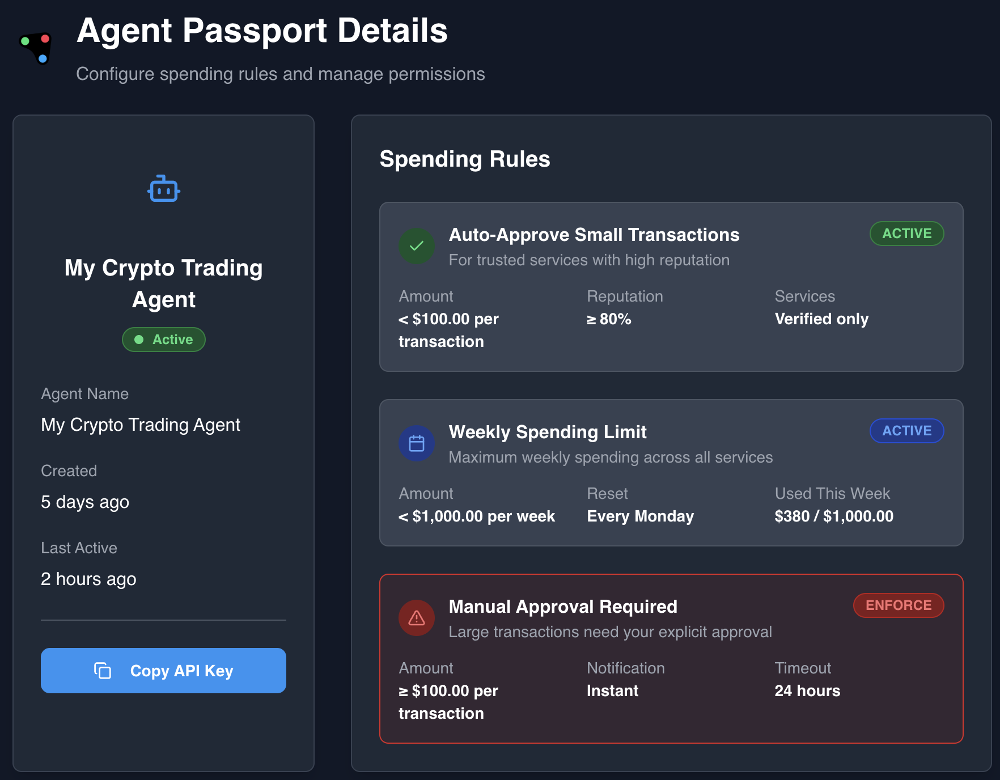 Agent Passport Details
Configure spending rules and manage permissions
My Crypto Trading
Agent
Active
Agent Name
My Crypto Trading Agent
Created
5 days ago
Last Active
2 hours ago
Copy API Key
Spending Rules
Auto-Approve Small Transactions
ACTIVE
For trusted services with high reputation
Amount
Reputation
Services
< $100.00 per
≥ 80%
Verified only
transaction
Weekly Spending Limit
ACTIVE
Maximum weekly spending across all services
Amount
Reset
Used This Week
< $1,000.00 per week
Every Monday
$380 / $1,000.00
Manual Approval Required
ENFORCE
Large transactions need your explicit approval
Amount
Notification
Timeout
≥ $100.00 per
Instant
24 hours
transaction